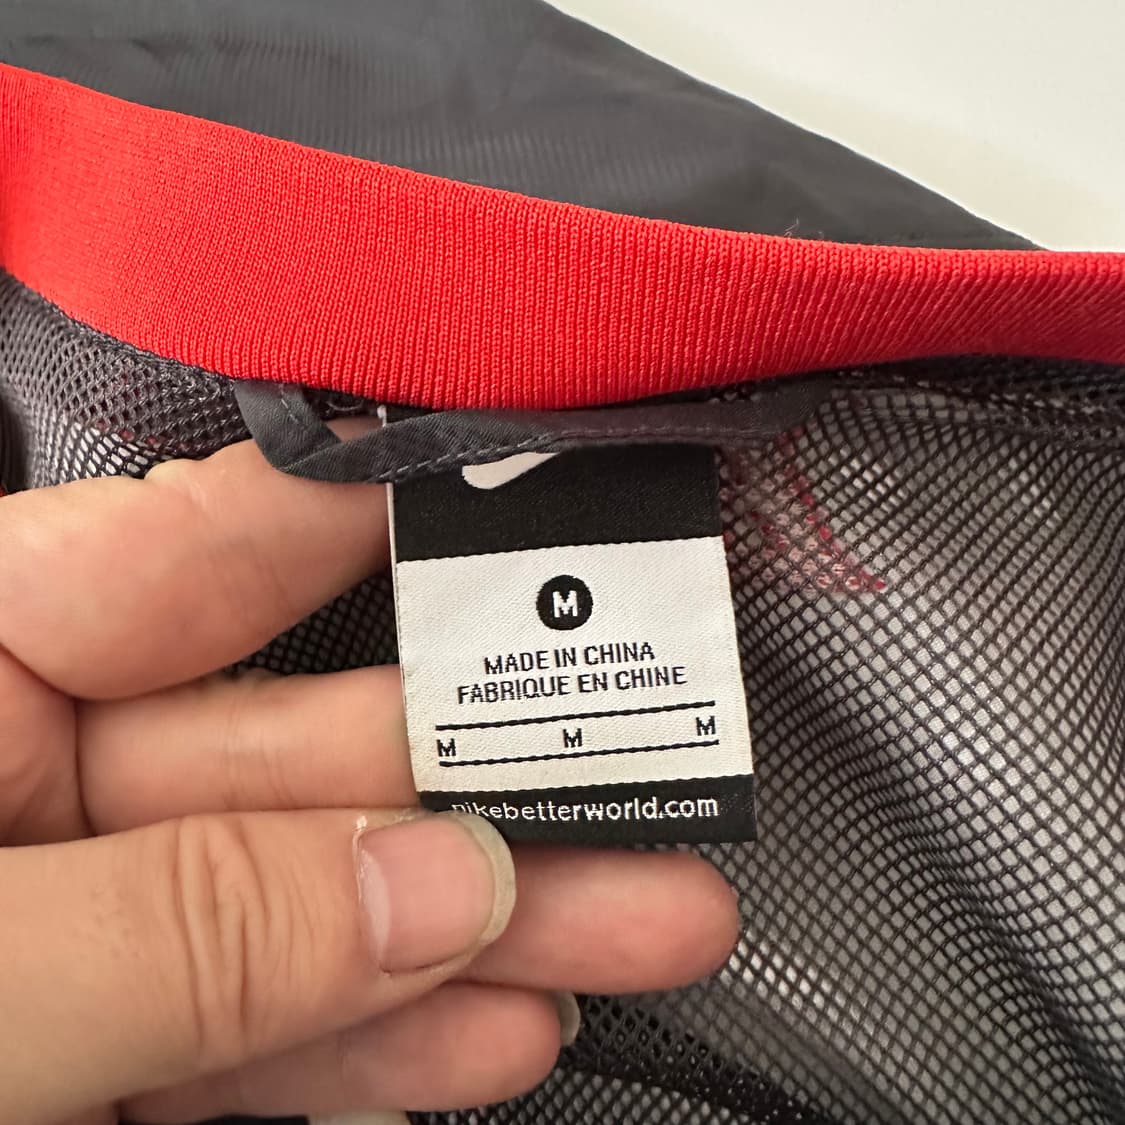 M
MADE IN CHINA
FABRIQUE EN CHINE
M M M
nikebetterworld.com